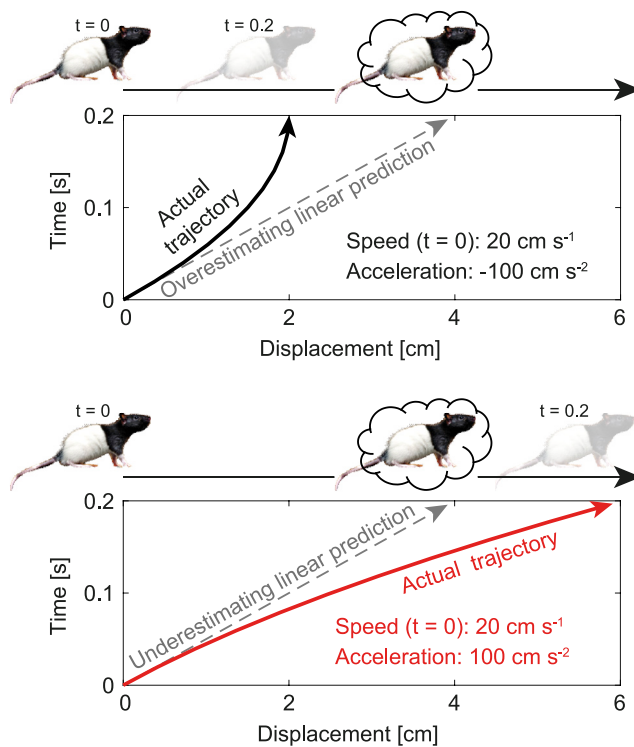 t = 0
t = 0.2
0.2
0.1
0
Time [s]
Actual
trajectory
Overestimating linear prediction
Speed (t = 0): 20 cm s⁻¹
Acceleration: -100 cm s⁻²
0
2
4
6
Displacement [cm]
t = 0
t = 0.2
0.2
0.1
0
Time [s]
Underestimating linear prediction
Actual trajectory
Speed (t = 0): 20 cm s⁻¹
Acceleration: 100 cm s⁻²
0
2
4
6
Displacement [cm]